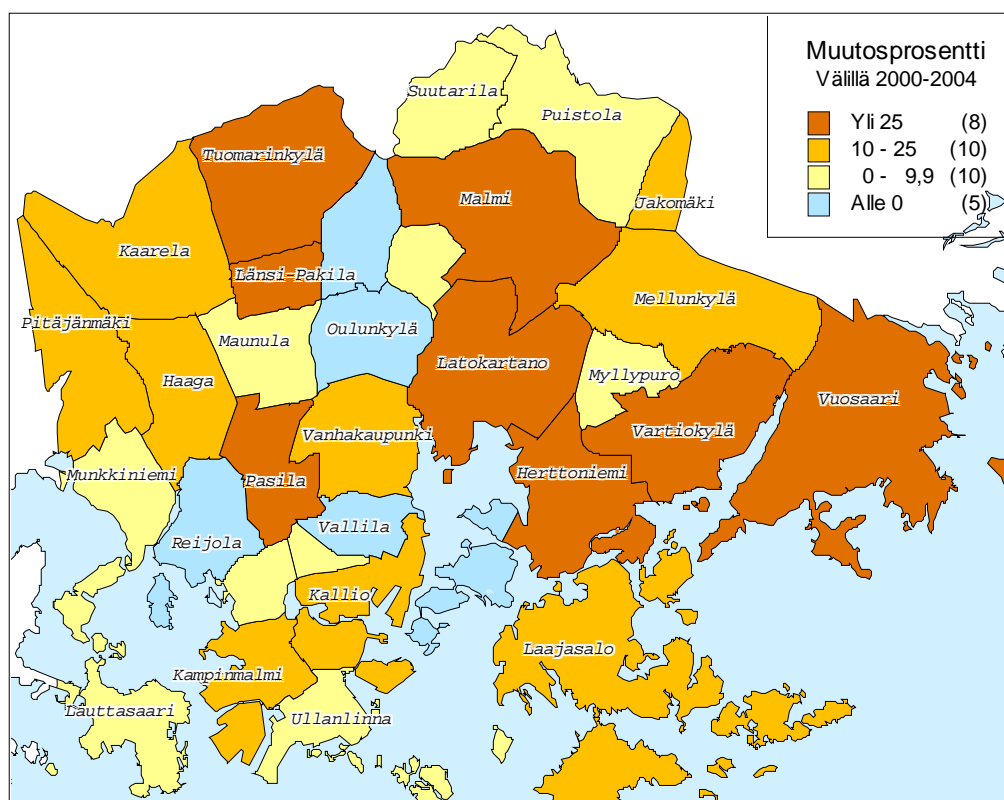 Muutosprosentti
Välillä 2000-2004
Yli 25 (8)
10 - 25 (10)
0 - 9,9 (10)
Alle 0 (5)
Suutarila
Puistola
Tuomarinkylä
Malmi
Jakomäki
Kaarela
Länsi-Pakila
Mellunkylä
Pitäjänmäki
Maunula
Oulunkylä
Latokartano
Haaga
Myllypuro
Vuosaari
Vanhakaupunki
Vartiokylä
Munkkiniemi
Pasila
Herttoniemi
Vallila
Reijola
Kallio
Laajasalo
Kampinmalmi
Lauttasaari
Ullanlinna